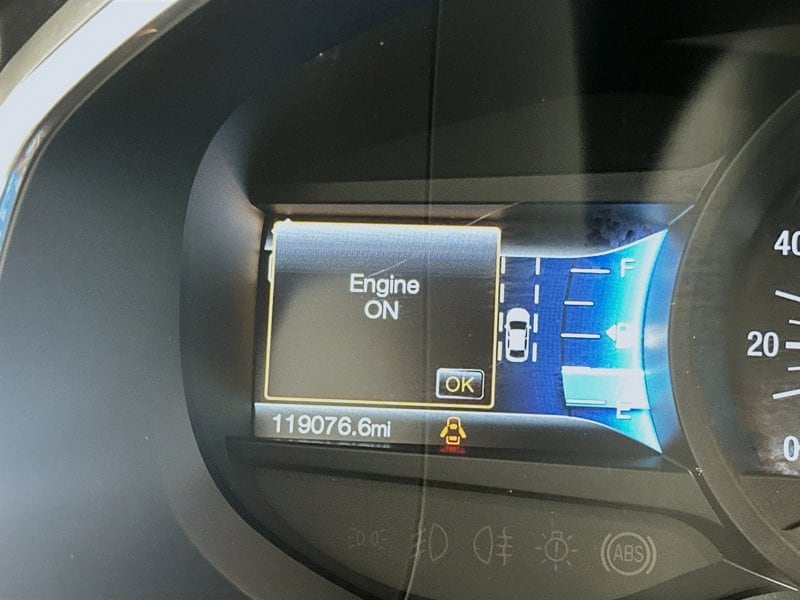 Engine
ON
OK
119076.6mi
F
E
40
20
0
ABS